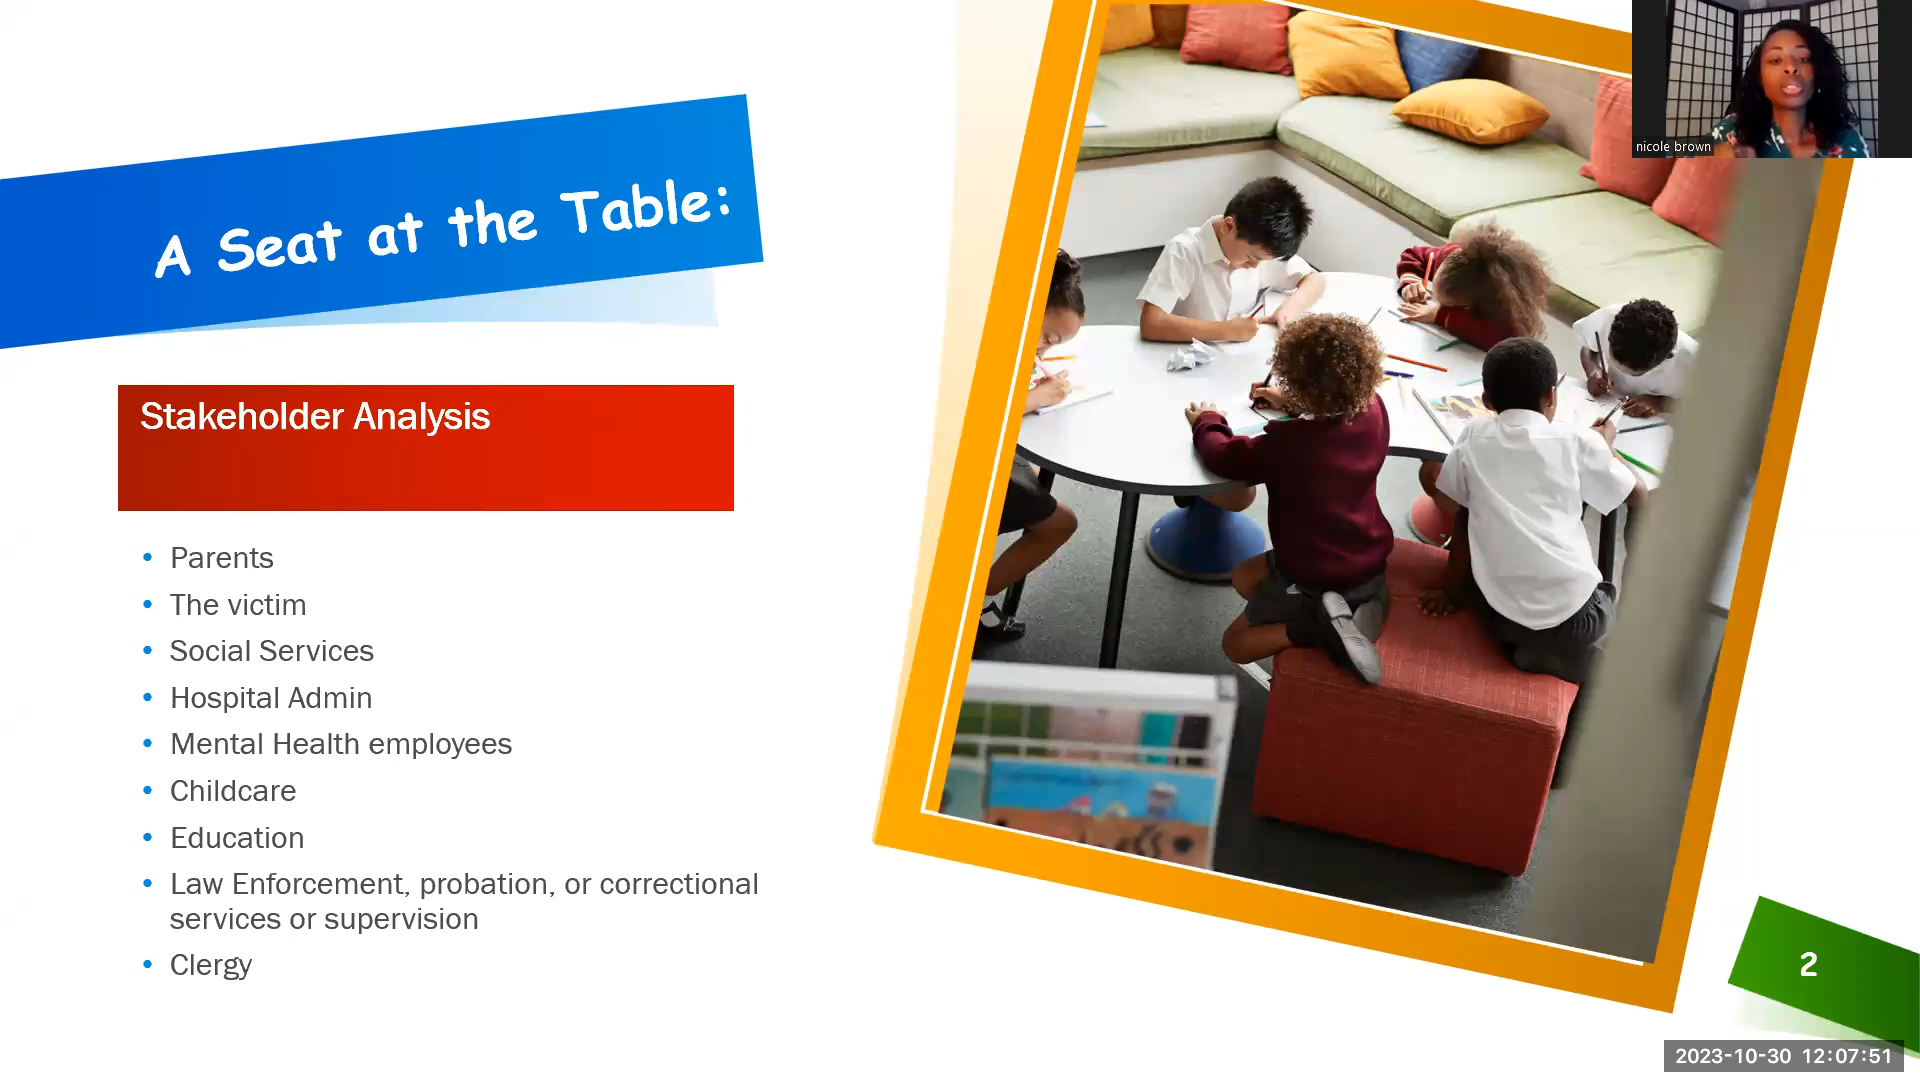 A Seat at the Table:
Stakeholder Analysis
• Parents
• The victim
• Social Services
• Hospital Admin
• Mental Health employees
• Childcare
• Education
• Law Enforcement, probation, or correctional
services or supervision
• Clergy
nicole brown
2
2023-10-30 12:07:51